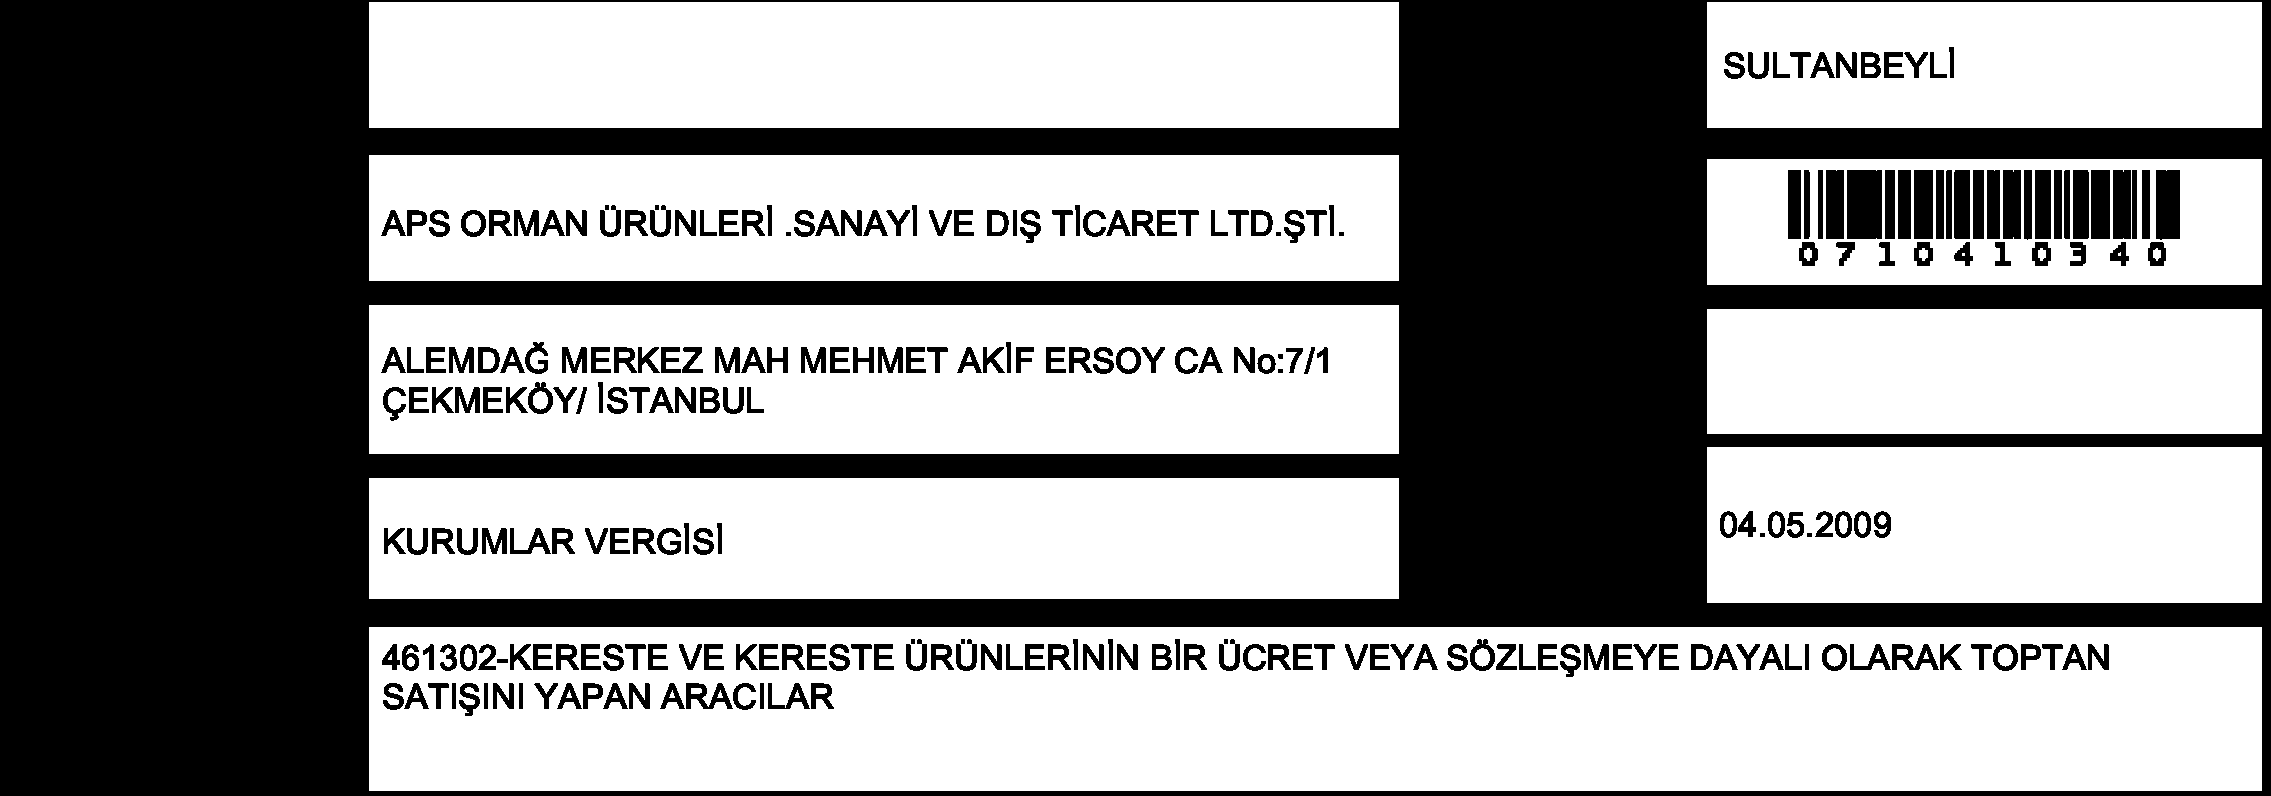 SULTANBEYLİ
APS ORMAN ÜRÜNLERİ .SANAYİ VE DIŞ TİCARET LTD.ŞTİ.
0710410340
ALEMDAĞ MERKEZ MAH MEHMET AKİF ERSOY CA No:7/1
ÇEKMEKÖY/ İSTANBUL
KURUMLAR VERGİSİ
04.05.2009
461302-KERESTE VE KERESTE ÜRÜNLERİNİN BİR ÜCRET VEYA SÖZLEŞMEYE DAYALI OLARAK TOPTAN
SATIŞINI YAPAN ARACILAR